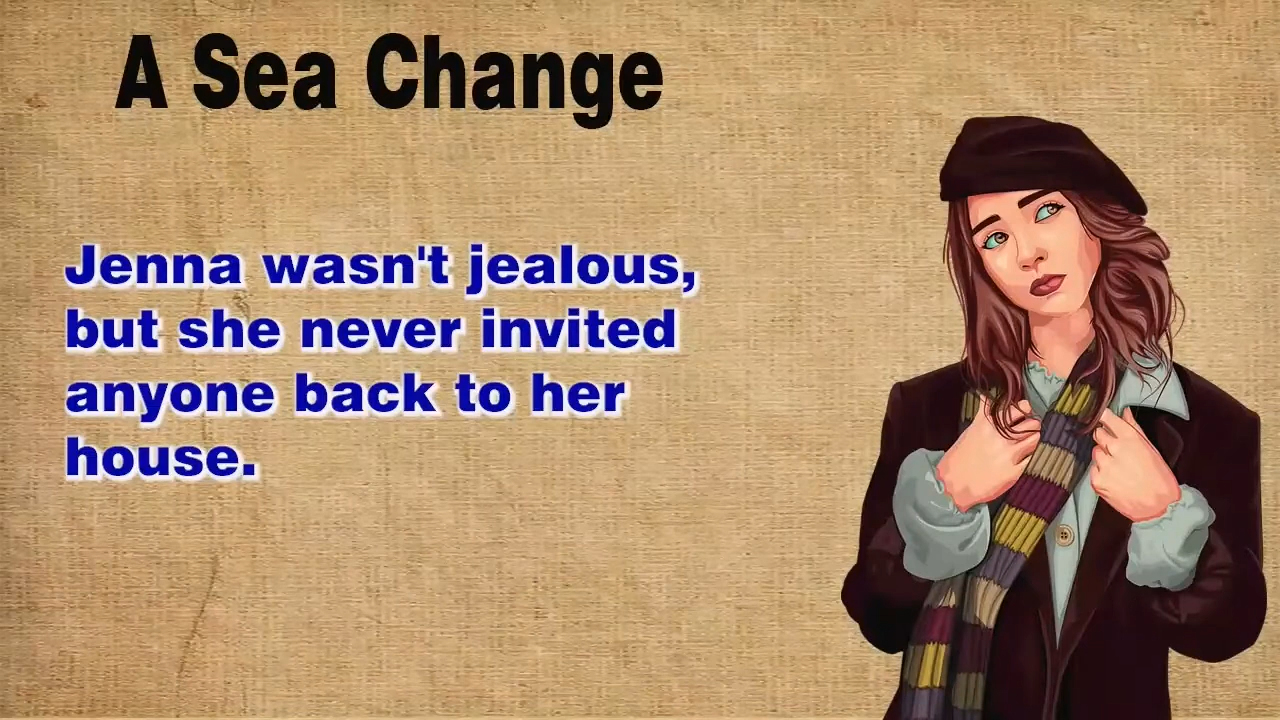 A Sea Change
Jenna wasn't jealous,
but she never invited
anyone back to her
house.